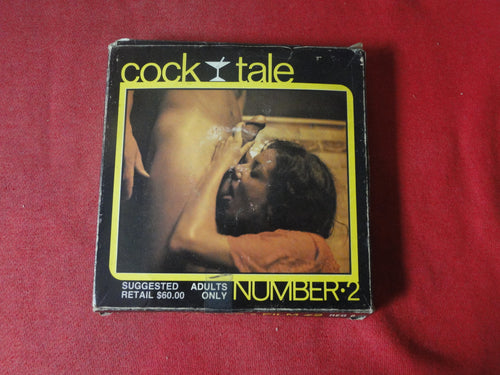 cock tale
SUGGESTED ADULTS
RETAIL $60.00 ONLY
NUMBER·2